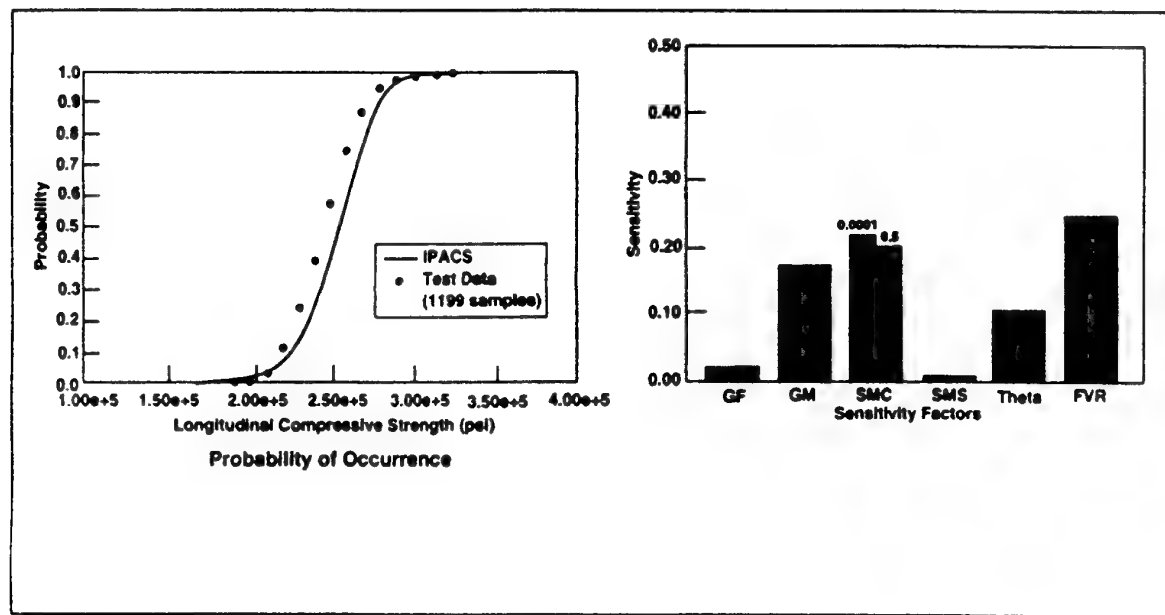 1.0
0.9
0.8
0.7
0.6
0.5
0.4
0.3
0.2
0.1
0.0
Probability
1.00e+5
2.00e+5
2.50e+5
3.00e+5
3.50e+5
4.00e+5
Longitudinal Compressive Strength (psi)
Probability of Occurrence
IPACS
Test Data
(1199 samples)
0.50
0.40
0.30
0.20
0.10
0.00
Sensitivity
0.0001
0.5
GF
GM
SMC
SMS
Theta
FVR
Sensitivity Factors